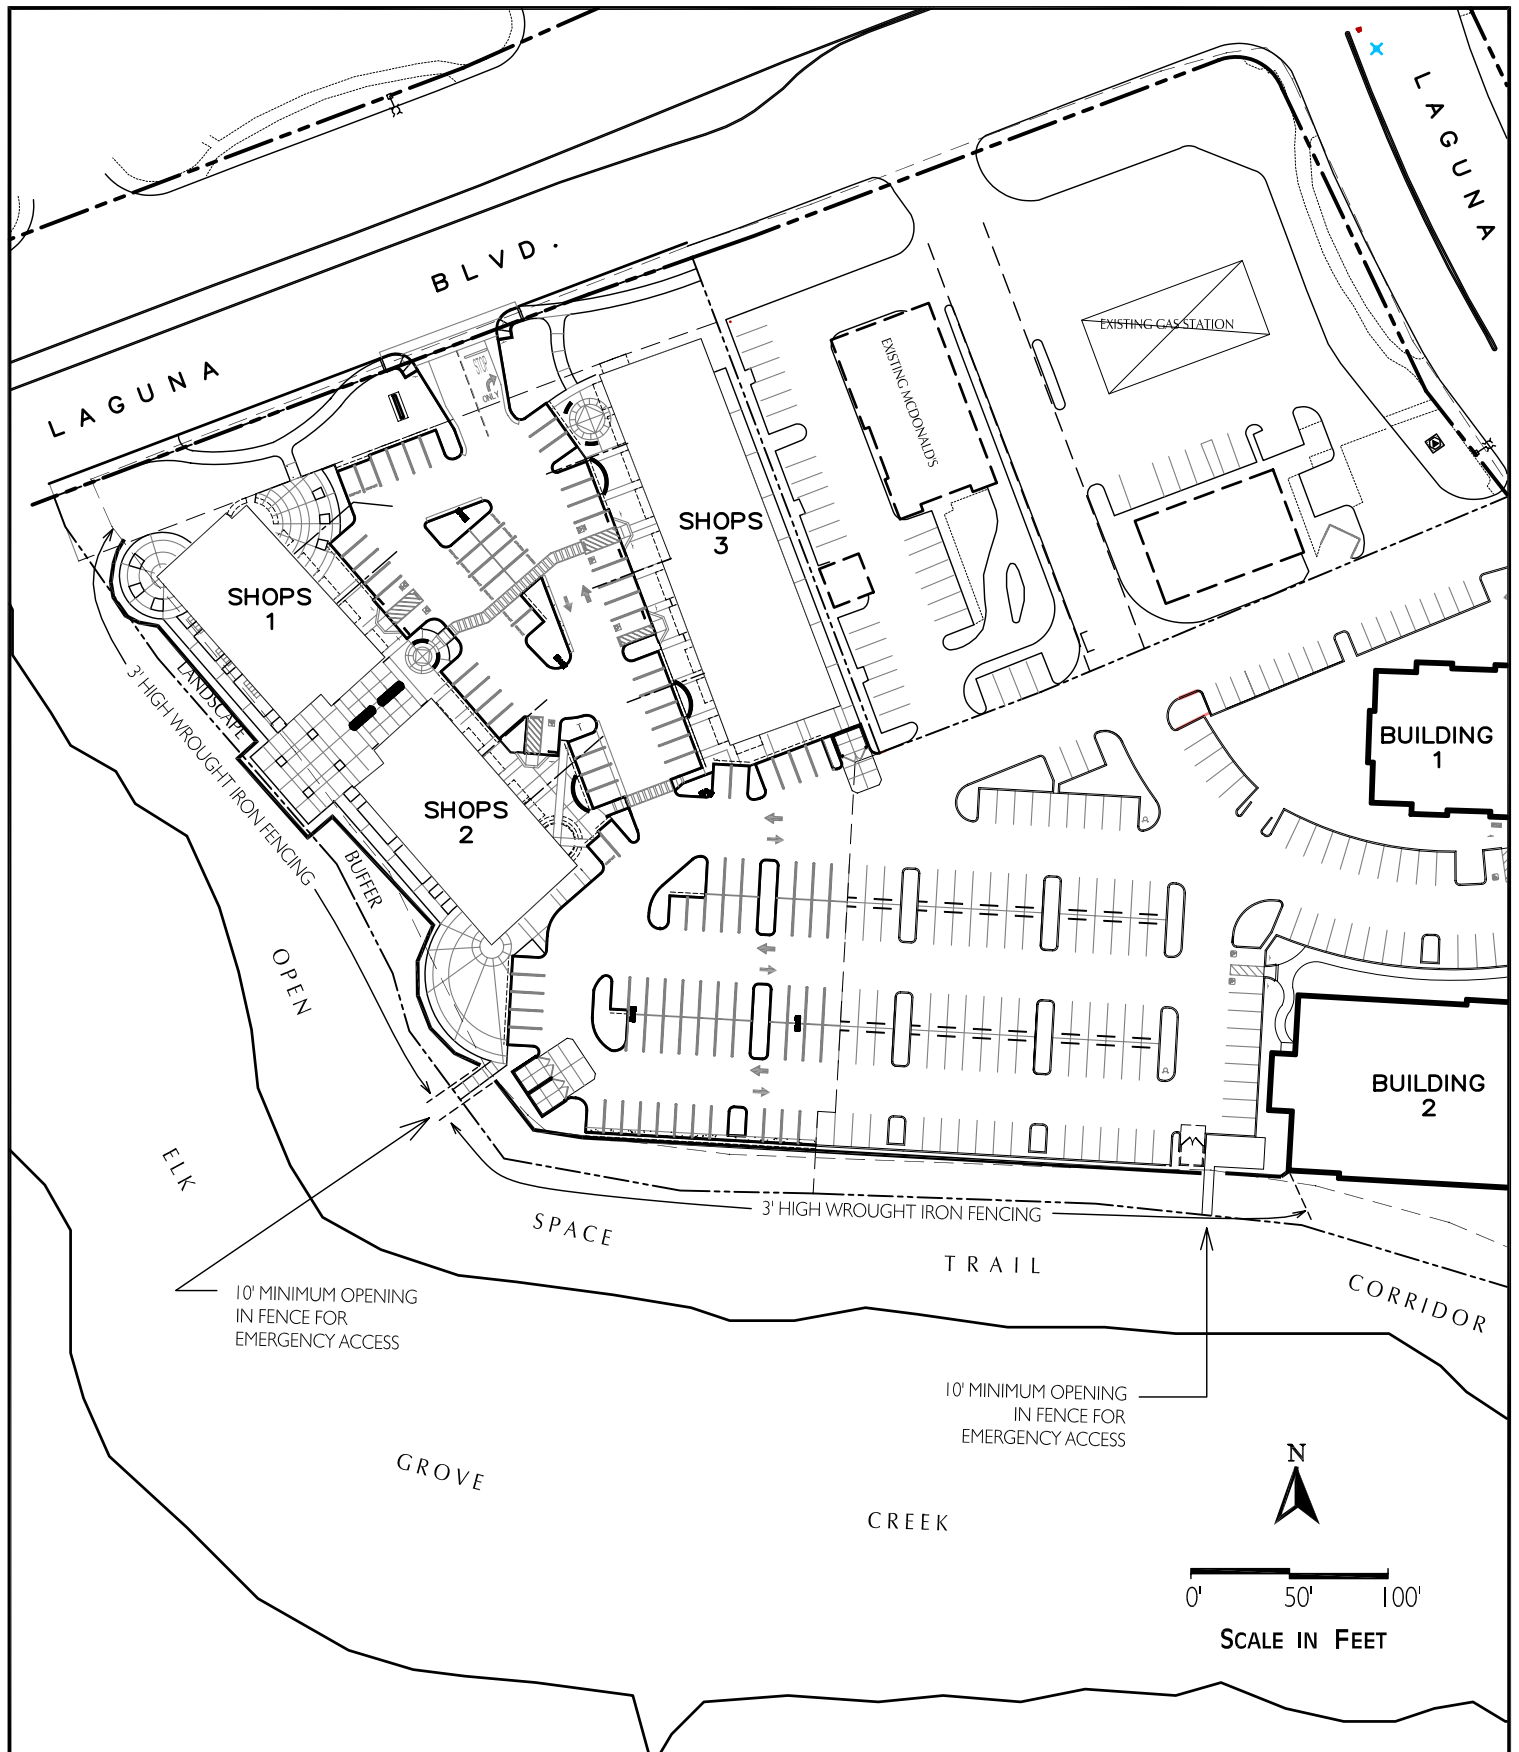 LAGUNA
BLVD.
LAGUNA
STOP
ONLY
EXISTING GAS STATION
EXISTING MCDONALD'S
SHOPS
3
SHOPS
1
SHOPS
2
BUILDING
1
BUILDING
2
LANDSCAPE
BUFFER
3' HIGH WROUGHT IRON FENCING
OPEN
SPACE
TRAIL
CORRIDOR
3' HIGH WROUGHT IRON FENCING
10' MINIMUM OPENING
IN FENCE FOR
EMERGENCY ACCESS
10' MINIMUM OPENING
IN FENCE FOR
EMERGENCY ACCESS
ELK
GROVE
CREEK
N
0' 50' 100'
SCALE IN FEET